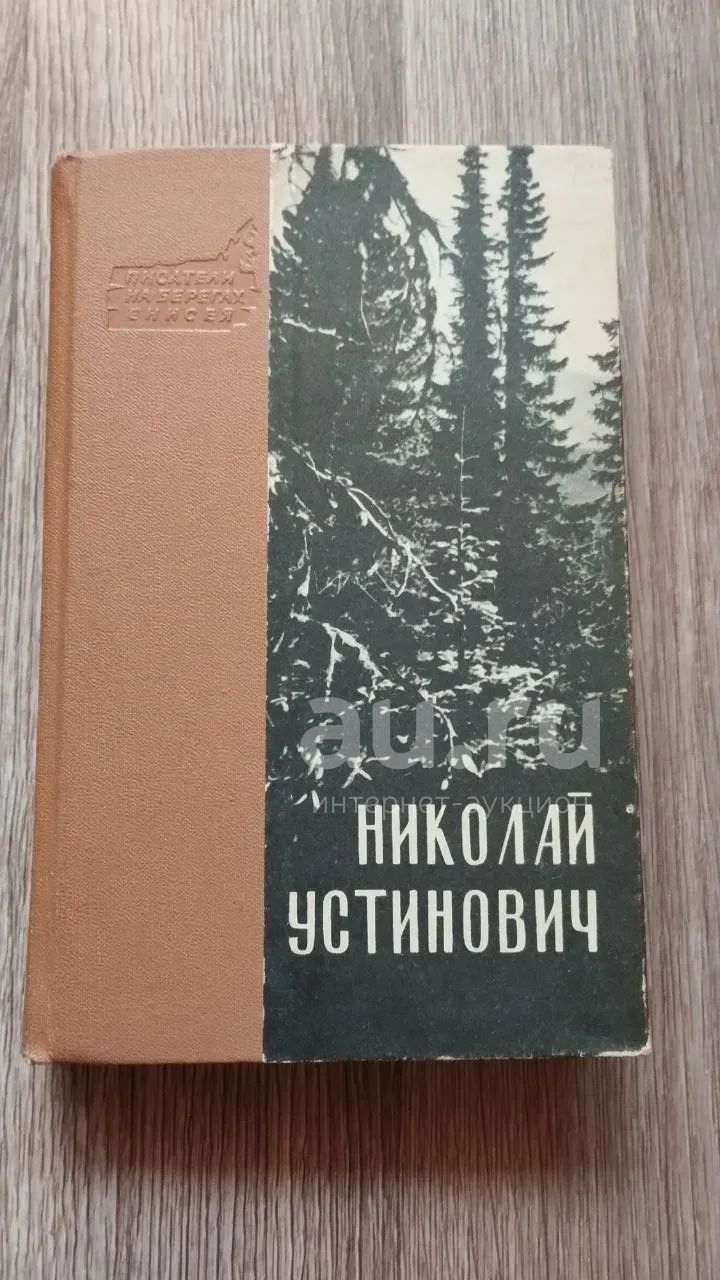 ПИСАТЕЛИ
НА БЕРЕГАХ
ЕНИСЕЯ
au.ru
интернет-аукцион
НИКОЛАЙ
УСТИНОВИЧ